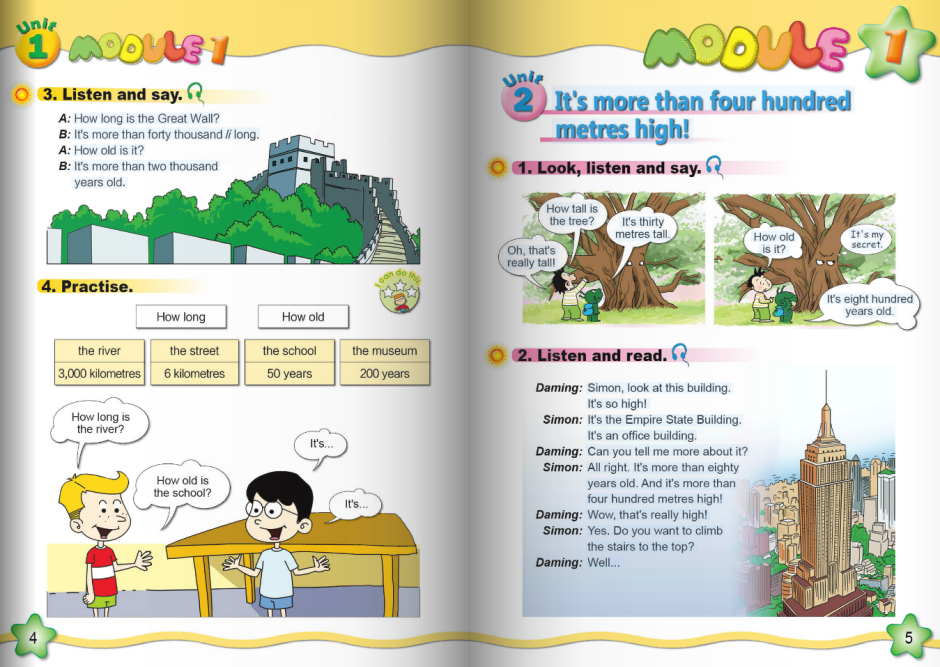 Unit
1
MODULE 1
3. Listen and say.
A: How long is the Great Wall?
B: It's more than forty thousand li long.
A: How old is it?
B: It's more than two thousand
years old.
4. Practise.
I can do this
How long
How old
the river
the street
the school
the museum
3,000 kilometres
6 kilometres
50 years
200 years
How long is
the river?
How old is
the school?
It's...
It's...
4
MODULE 1
Unit
2
It's more than four hundred
metres high!
1. Look, listen and say.
How tall is
the tree?
It's thirty
metres tall.
Oh, that's
really tall!
How old
is it?
It's my
secret.
It's eight hundred
years old.
2. Listen and read.
Daming: Simon, look at this building.
It's so high!
Simon: It's the Empire State Building.
It's an office building.
Daming: Can you tell me more about it?
Simon: All right. It's more than eighty
years old. And it's more than
four hundred metres high!
Daming: Wow, that's really high!
Simon: Yes. Do you want to climb
the stairs to the top?
Daming: Well...
5